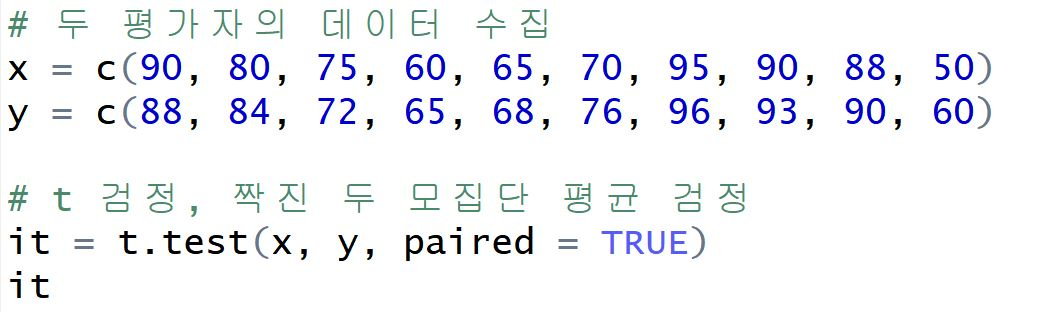 # 두 평가자의 데이터 수집
x = c(90, 80, 75, 60, 65, 70, 95, 90, 88, 50)
y = c(88, 84, 72, 65, 68, 76, 96, 93, 90, 60)
# t 검정, 짝진 두 모집단 평균 검정
it = t.test(x, y, paired = TRUE)
it